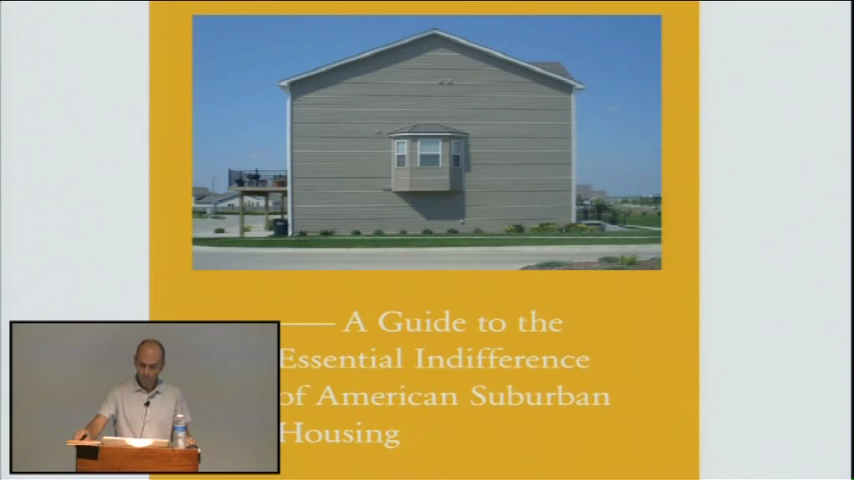 — A Guide to the
Essential Indifference
of American Suburban
Housing